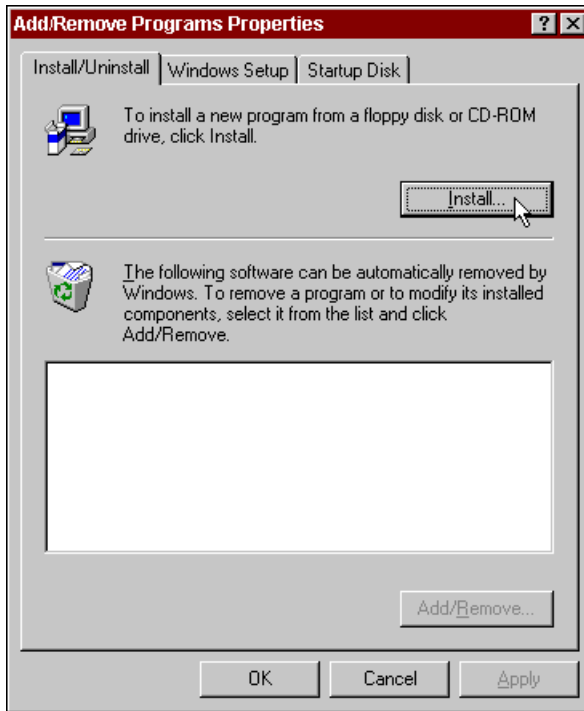 Add/Remove Programs Properties
Install/Uninstall
Windows Setup
Startup Disk
To install a new program from a floppy disk or CD-ROM
drive, click Install.
Install...
The following software can be automatically removed by
Windows. To remove a program or to modify its installed
components, select it from the list and click
Add/Remove.
Add/Remove...
OK
Cancel
Apply